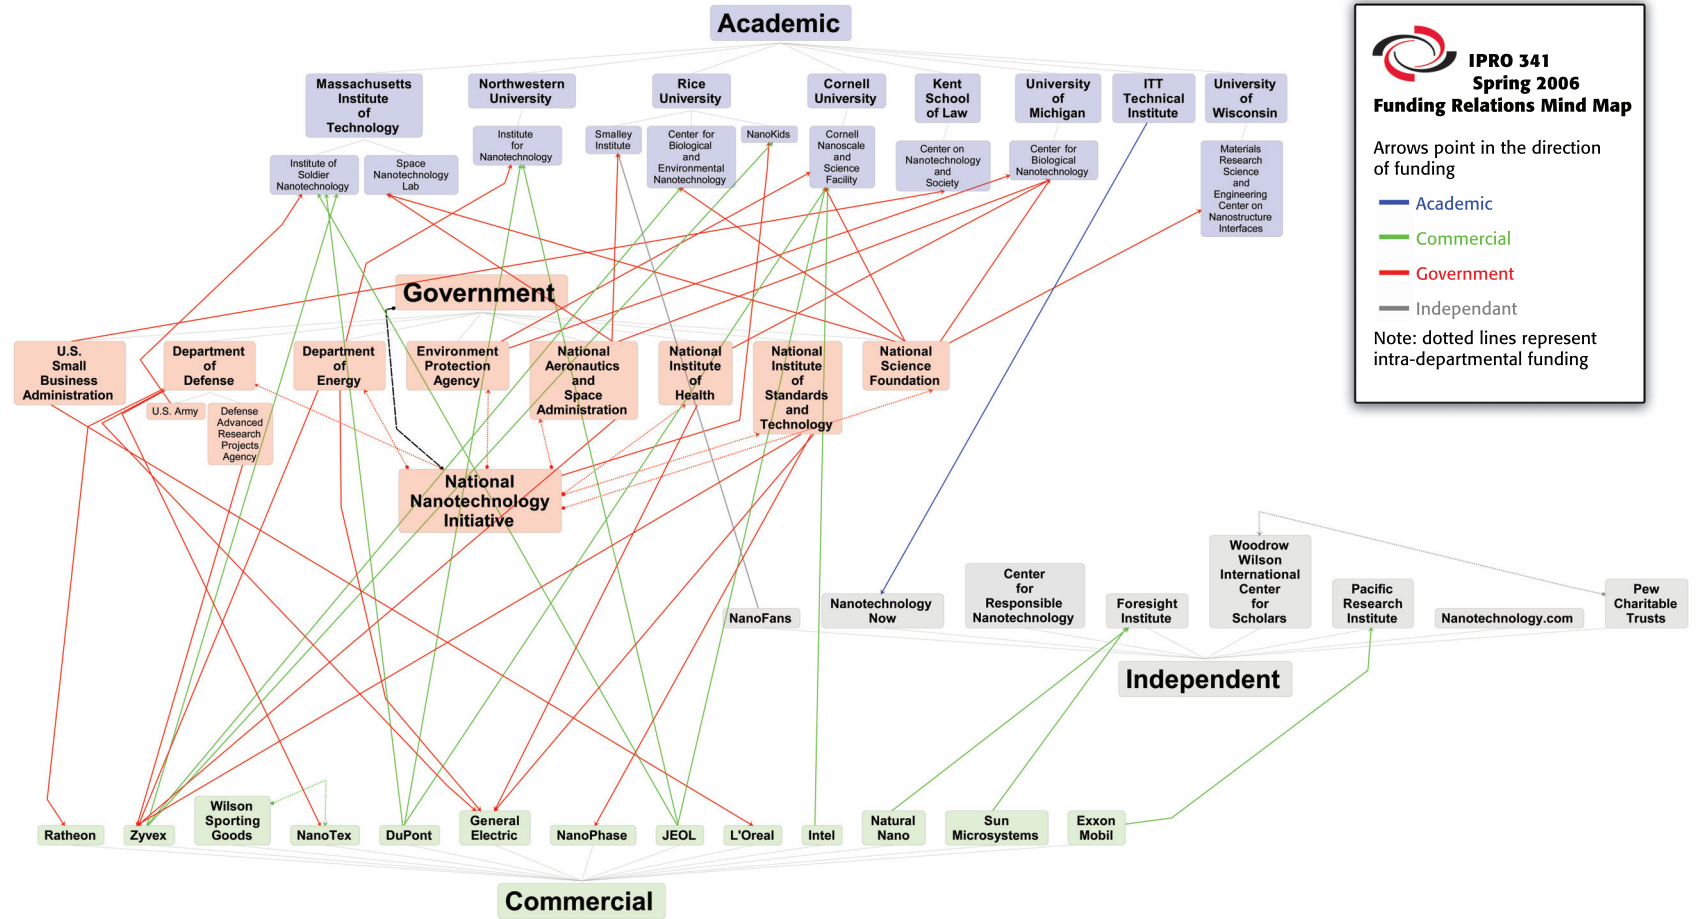 Academic
Massachusetts
Institute
of
Technology
Northwestern
University
Rice
University
Cornell
University
Kent
School
of Law
University
of
Michigan
ITT
Technical
Institute
University
of
Wisconsin
Institute of
Soldier
Nanotechnology
Space
Nanotechnology
Lab
Institute
for
Nanotechnology
Smalley
Institute
Center for
Biological
and
Environmental
Nanotechnology
NanoKids
Cornell
Nanoscale
and
Science
Facility
Center on
Nanotechnology
and
Society
Center for
Biological
Nanotechnology
Materials
Research
Science
and
Engineering
Center on
Nanostructure
Interfaces
IPRO 341
Spring 2006
Funding Relations Mind Map
Arrows point in the direction
of funding
Academic
Commercial
Government
Independant
Note: dotted lines represent
intra-departmental funding
Government
U.S.
Small
Business
Administration
Department
of
Defense
U.S. Army
Defense
Advanced
Research
Projects
Agency
Department
of
Energy
Environment
Protection
Agency
National
Aeronautics
and
Space
Administration
National
Institute
of
Health
National
Institute
of
Standards
and
Technology
National
Science
Foundation
National
Nanotechnology
Initiative
NanoFans
Nanotechnology
Now
Center
for
Responsible
Nanotechnology
Foresight
Institute
Woodrow
Wilson
International
Center
for
Scholars
Pacific
Research
Institute
Nanotechnology.com
Pew
Charitable
Trusts
Independent
Ratheon
Zyvex
Wilson
Sporting
Goods
NanoTex
DuPont
General
Electric
NanoPhase
JEOL
L'Oreal
Intel
Natural
Nano
Sun
Microsystems
Exxon
Mobil
Commercial